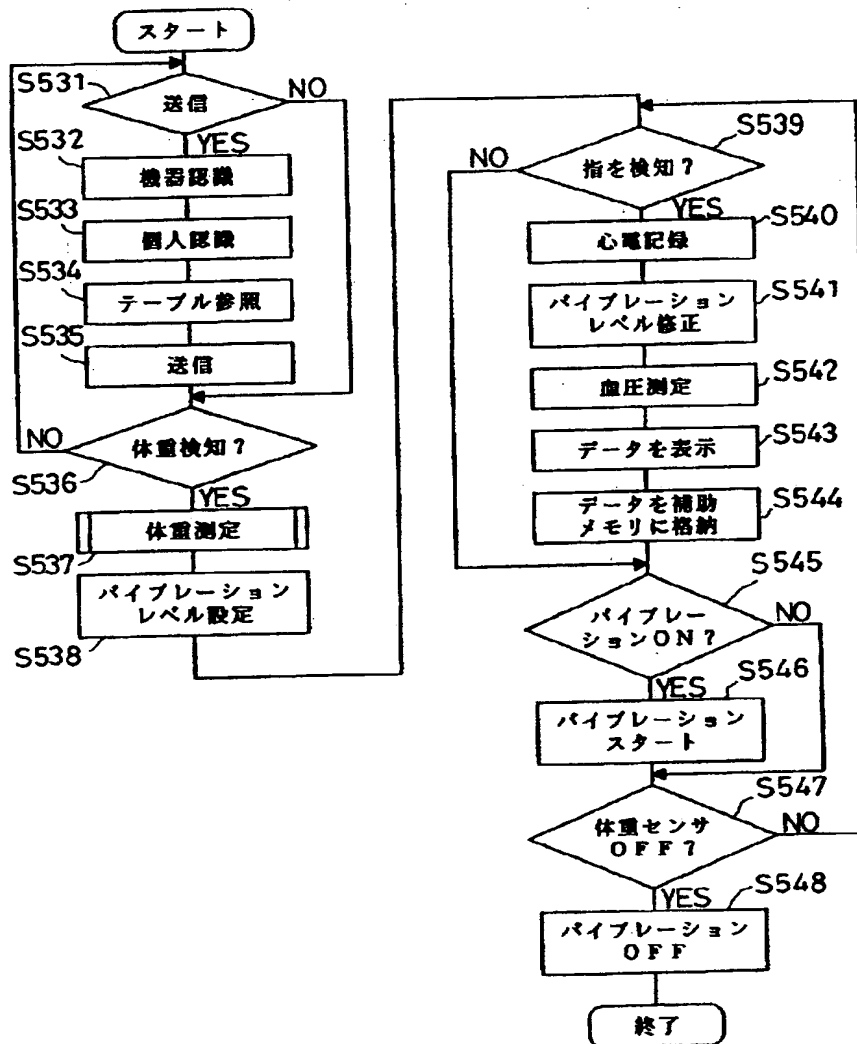 スタート
S531
送信
NO
YES
S532
機器認識
S533
個人認識
S534
テーブル参照
S535
送信
NO
体重検知?
S536
YES
体重測定
S537
バイブレーション
レベル設定
S538
S539
NO
指を検知?
YES
S540
心電記録
バイブレーション
レベル修正
S541
血圧測定
S542
データを表示
S543
データを補助
メモリに格納
S544
S545
バイブレー
ションON?
NO
YES
S546
バイブレーション
スタート
S547
体重センサ
OFF?
NO
YES
S548
バイブレーション
OFF
終了